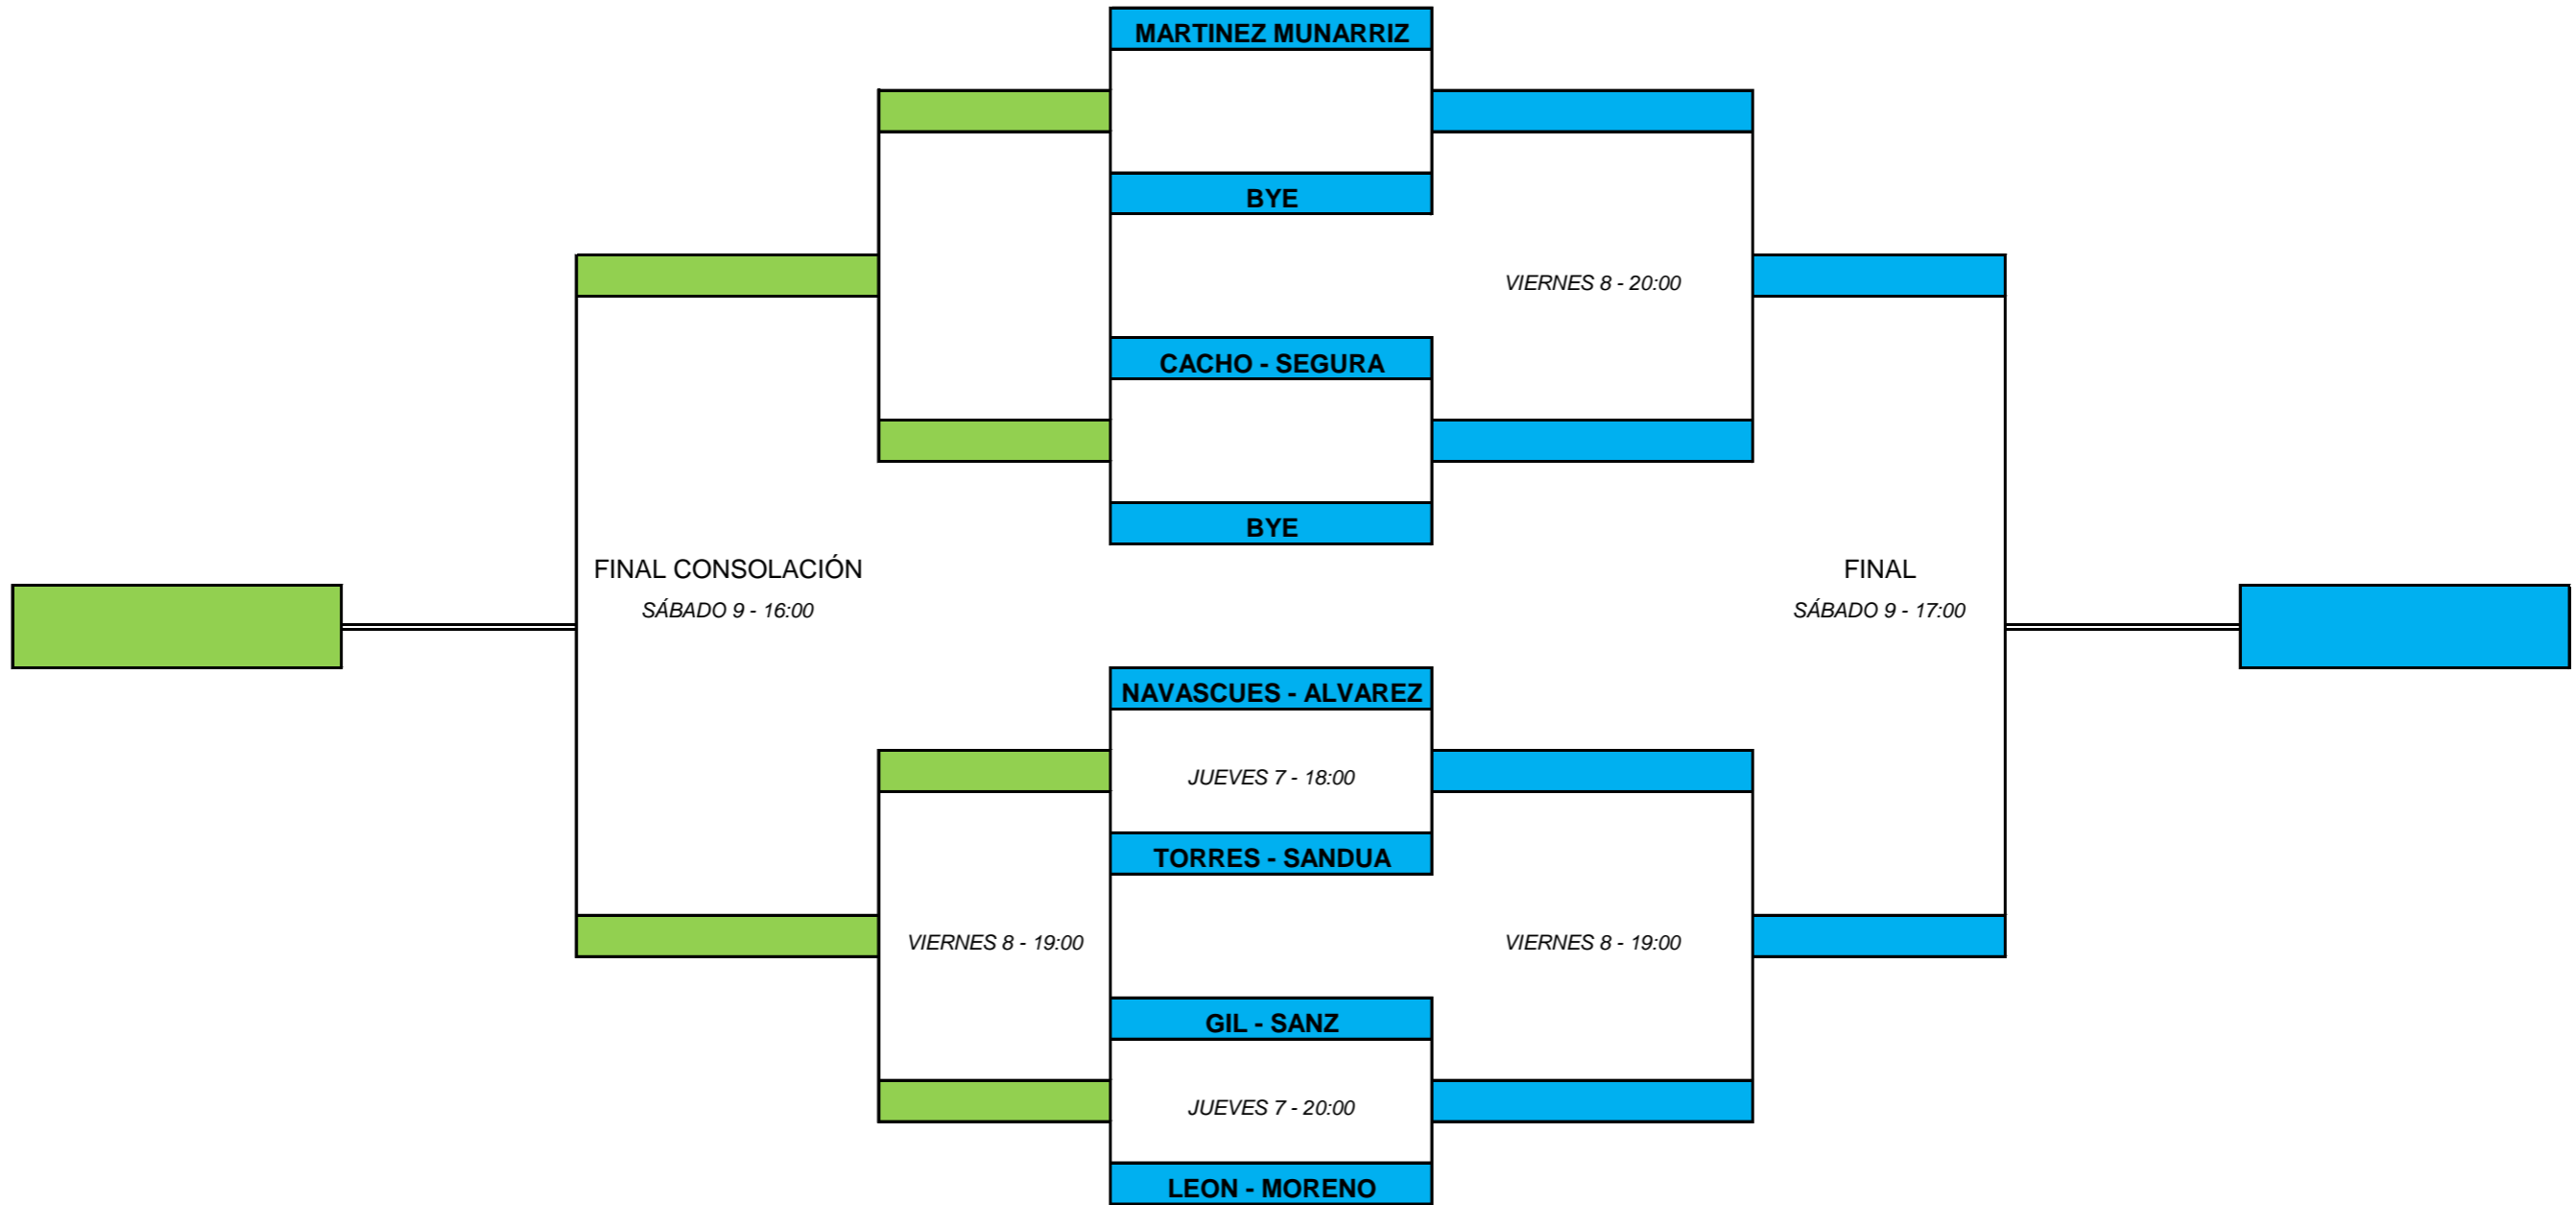 MARTINEZ MUNARRIZ
BYE
VIERNES 8 - 20:00
CACHO - SEGURA
BYE
FINAL CONSOLACIÓN
SÁBADO 9 - 16:00
FINAL
SÁBADO 9 - 17:00
NAVASCUES - ALVAREZ
JUEVES 7 - 18:00
TORRES - SANDUA
VIERNES 8 - 19:00
VIERNES 8 - 19:00
GIL - SANZ
JUEVES 7 - 20:00
LEON - MORENO